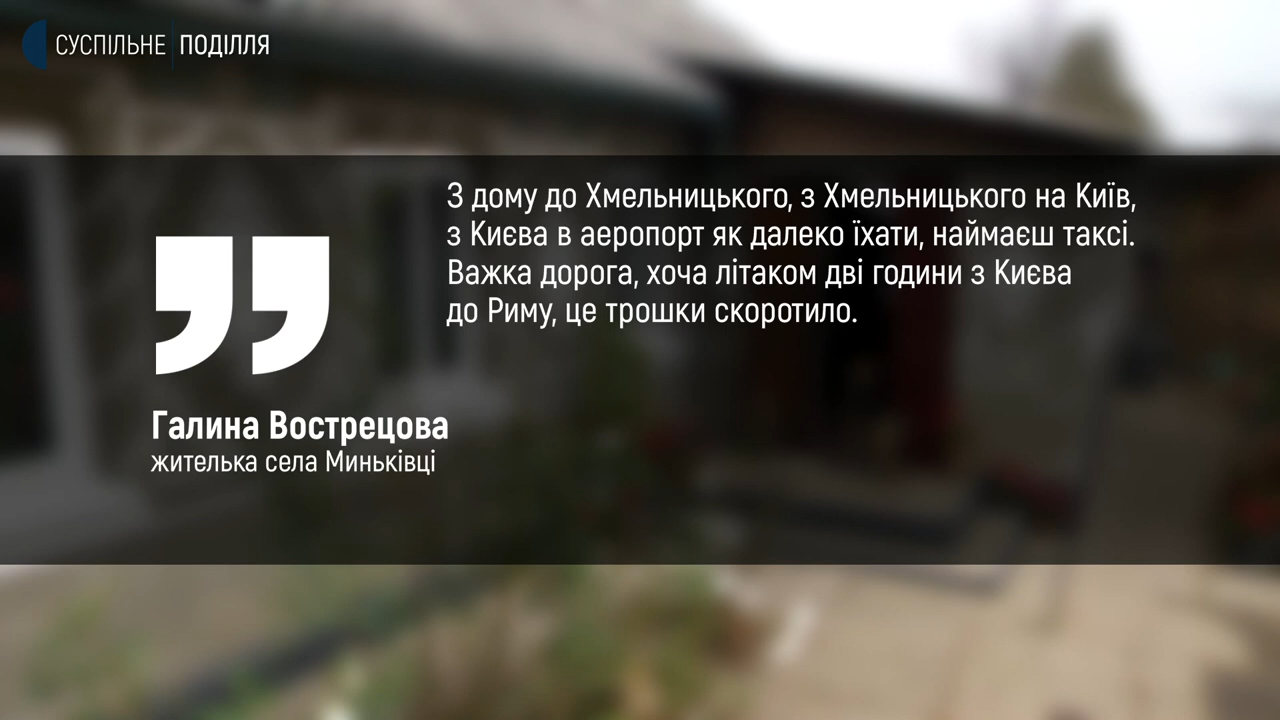 СУСПІЛЬНЕ ПОДІЛЛЯ
З дому до Хмельницького, з Хмельницького на Київ,
з Києва в аеропорт як далеко їхати, наймаєш таксі.
Важка дорога, хоча літаком дві години з Києва
до Риму, це трошки скоротило.
Галина Вострецова
жителька села Миньківці